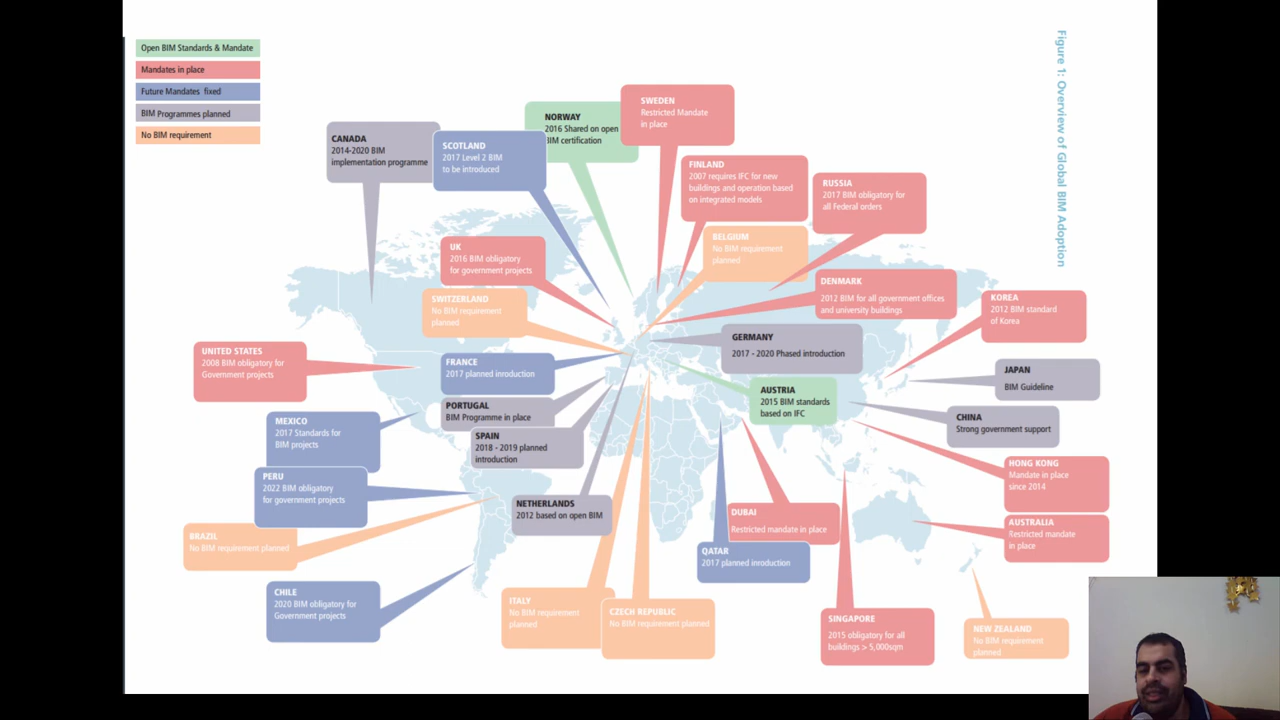 Open BIM Standards & Mandate
Mandates in place
Future Mandates fixed
BIM Programmes planned
No BIM requirement
Figure 1: Overview of Global BIM Adoption
CANADA
2014-2020 BIM
implementation programme
SCOTLAND
2017 Level 2 BIM
to be introduced
NORWAY
2016 Shared on open
BIM certification
SWEDEN
Restricted Mandate
in place
FINLAND
2007 requires IFC for new
buildings and operation based
on integrated models
RUSSIA
2017 BIM obligatory for
all Federal orders
UK
2016 BIM obligatory
for government projects
BELGIUM
No BIM requirement
planned
SWITZERLAND
No BIM requirement
planned
DENMARK
2012 BIM for all government offices
and university buildings
KOREA
2012 BIM standard
of Korea
UNITED STATES
2008 BIM obligatory for
Government projects
FRANCE
2017 planned inroduction
GERMANY
2017 - 2020 Phased introduction
JAPAN
BIM Guideline
PORTUGAL
BIM Programme in place
AUSTRIA
2015 BIM standards
based on IFC
CHINA
Strong government support
MEXICO
2017 Standards for
BIM projects
SPAIN
2018 - 2019 planned
introduction
HONG KONG
Mandate in place
since 2014
PERU
2022 BIM obligatory
for government projects
NETHERLANDS
2012 based on open BIM
DUBAI
Restricted mandate in place
AUSTRALIA
Restricted mandate
in place
BRAZIL
No BIM requirement planned
QATAR
2017 planned inroduction
CHILE
2020 BIM obligatory for
Government projects
ITALY
No BIM requirement
planned
CZECH REPUBLIC
No BIM requirement planned
SINGAPORE
2015 obligatory for all
buildings > 5,000sqm
NEW ZEALAND
No BIM requirement
planned